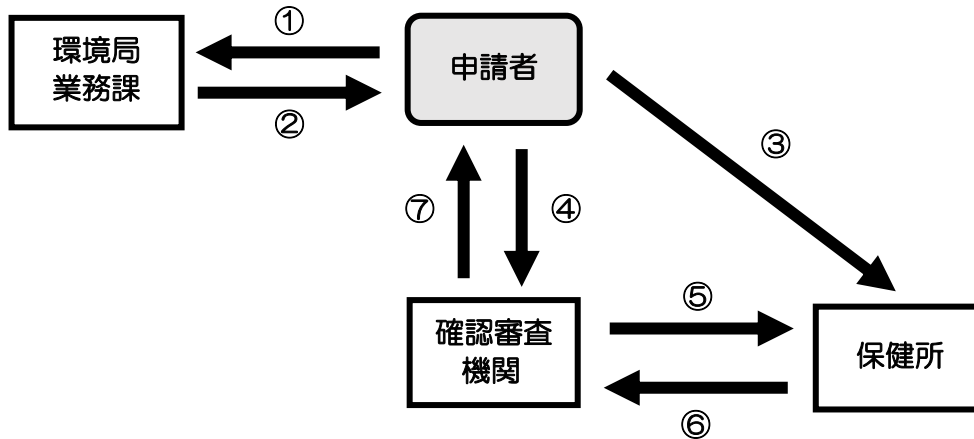 ①
環境局
業務課
申請者
②
③
⑦
④
確認審査
機関
⑤
保健所
⑥